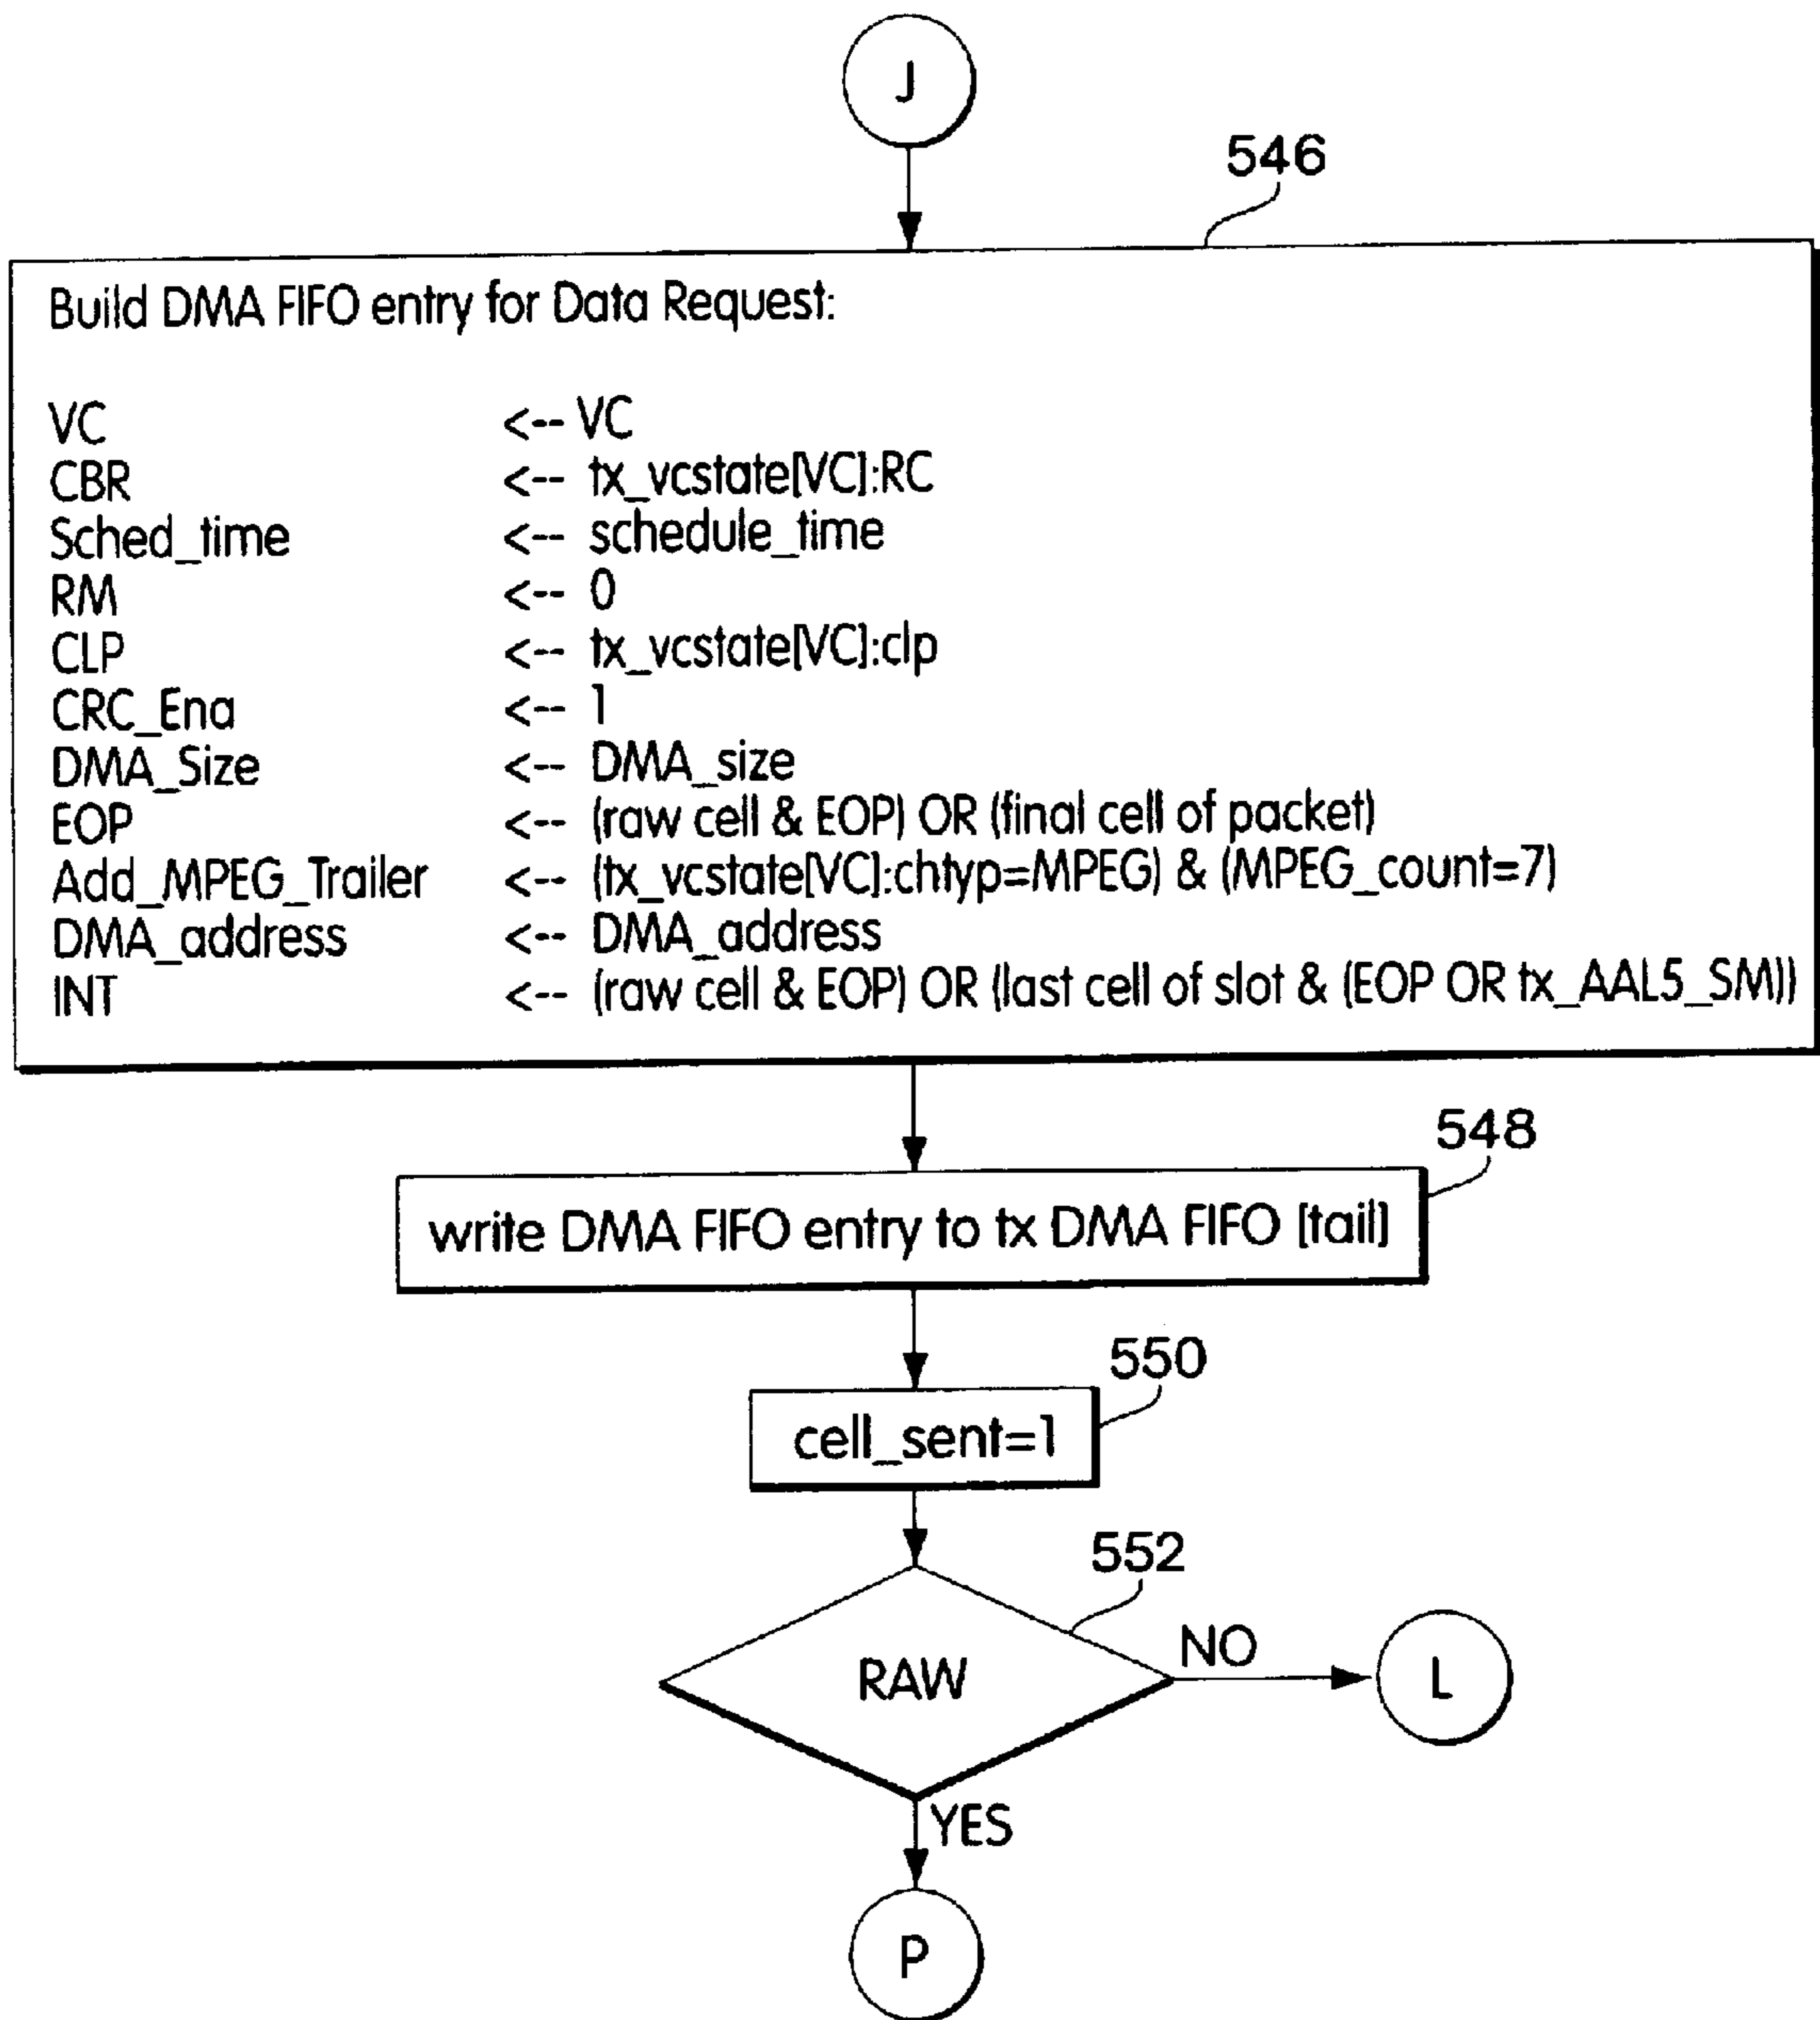 J
546
Build DMA FIFO entry for Data Request:
VC <-- VC
CBR <-- tx_vcstate[VC]:RC
Sched_time <-- schedule_time
RM <-- 0
CLP <-- tx_vcstate[VC]:clp
CRC_Ena <-- 1
DMA_Size <-- DMA_size
EOP <-- (raw cell & EOP) OR (final cell of packet)
Add_MPEG_Trailer <-- (tx_vcstate[VC]:chtyp=MPEG) & (MPEG_count=7)
DMA_address <-- DMA_address
INT <-- (raw cell & EOP) OR (last cell of slot & (EOP OR tx_AAL5_SM))
548
write DMA FIFO entry to tx DMA FIFO [tail]
550
cell_sent=1
552
RAW
NO
L
YES
P